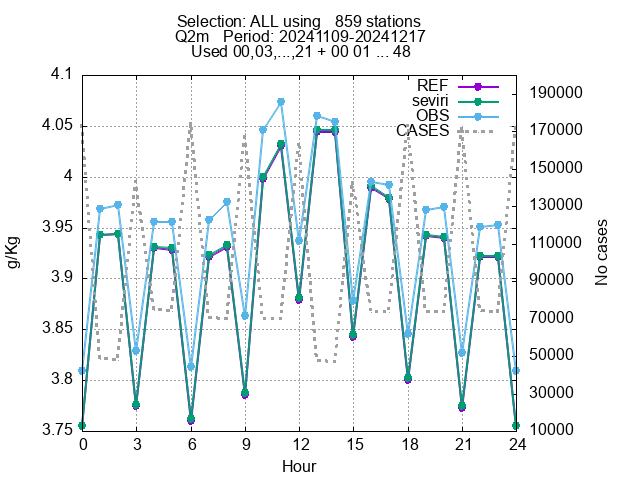 Selection: ALL using   859 stations
Q2m   Period: 20241109-20241217
Used 00,03,...,21 + 00 01 ... 48
4.1
4.05
4
3.95
3.9
3.85
3.8
3.75
g/Kg
REF
seviri
OBS
CASES
190000
170000
150000
130000
110000
90000
70000
50000
30000
10000
No cases
0 3 6 9 12 15 18 21 24
Hour